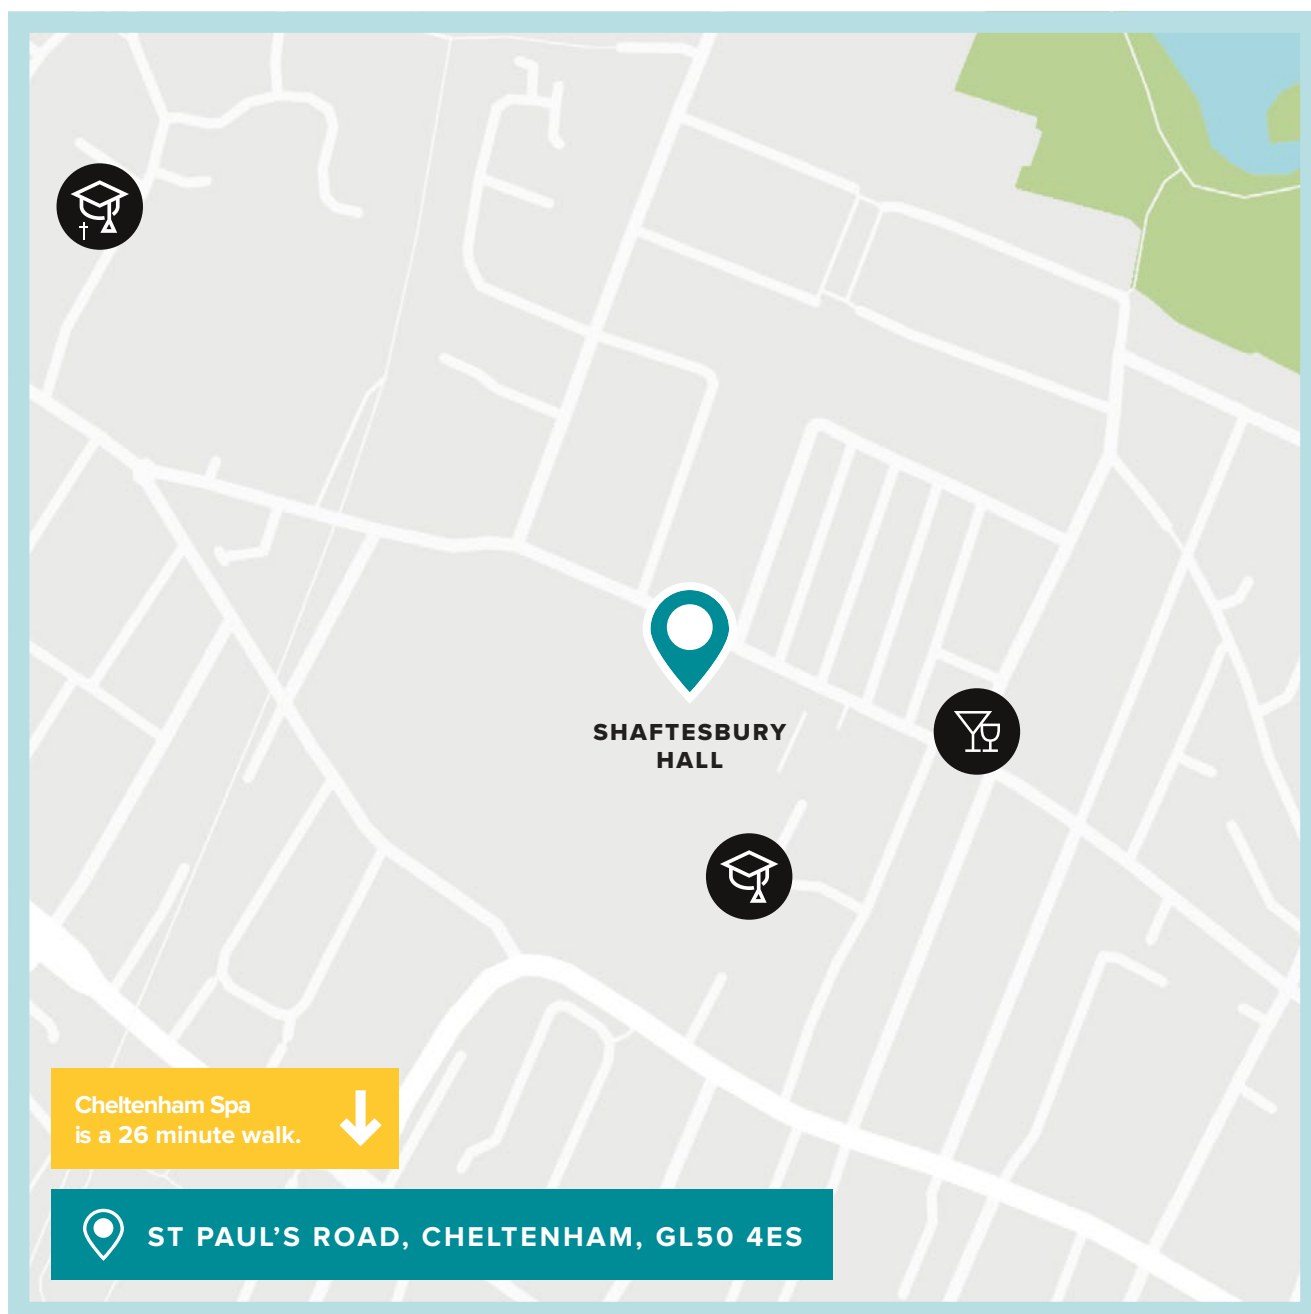 SHAFTESBURY
HALL
Cheltenham Spa
is a 26 minute walk.
ST PAUL’S ROAD, CHELTENHAM, GL50 4ES